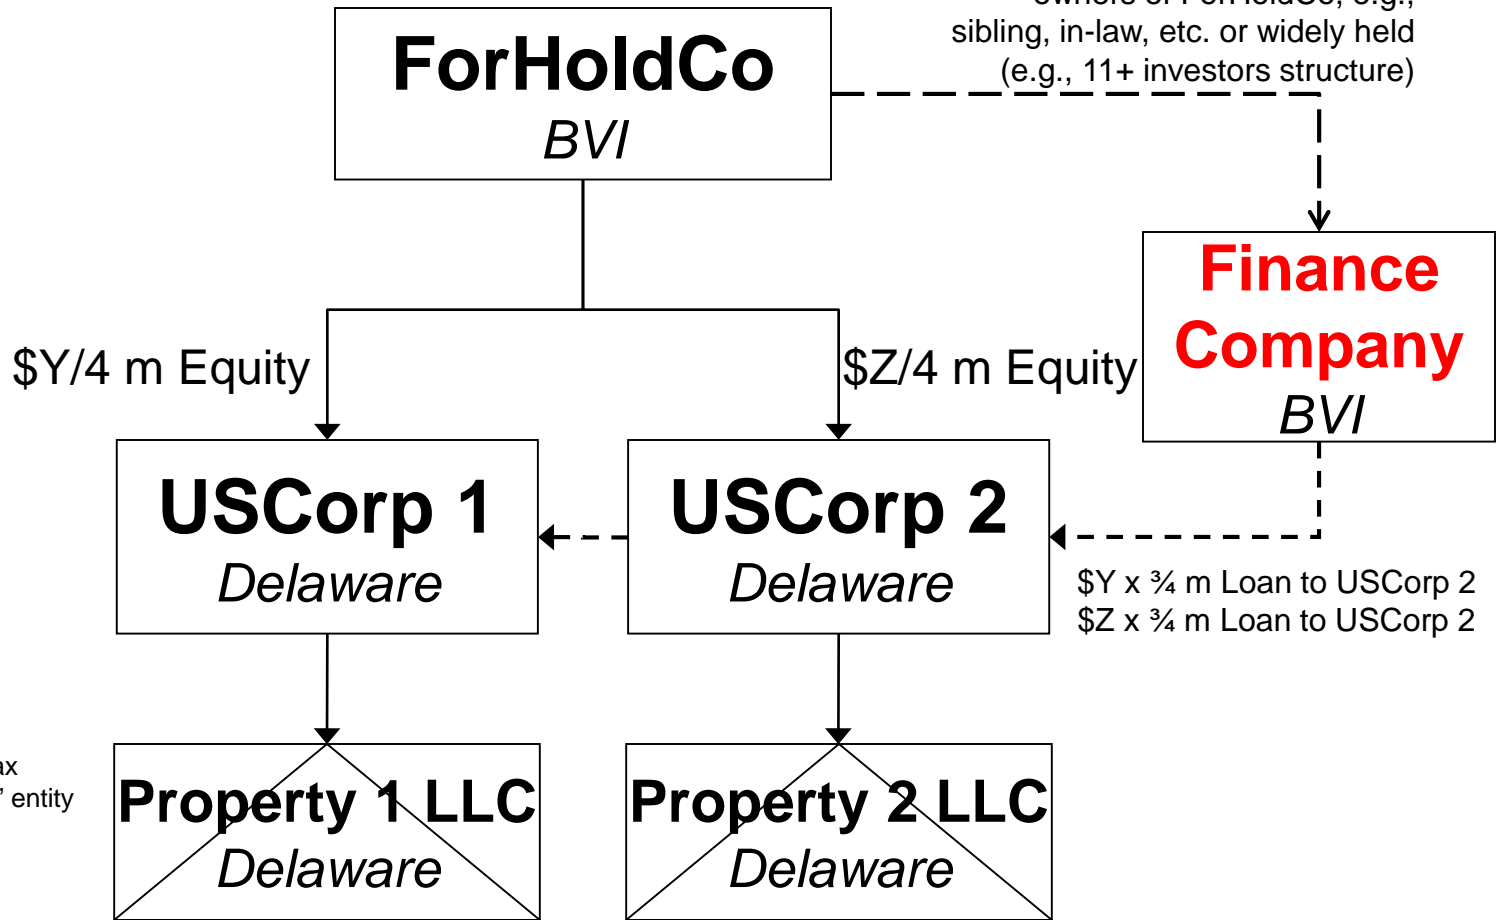 sibling, in-law, etc. or widely held
(e.g., 11+ investors structure)
ForHoldCo
BVI
Finance
Company
BVI
$Y/4 m Equity
$Z/4 m Equity
USCorp 1
Delaware
USCorp 2
Delaware
$Y x ¾ m Loan to USCorp 2
$Z x ¾ m Loan to USCorp 2
entity
Property 1 LLC
Delaware
Property 2 LLC
Delaware